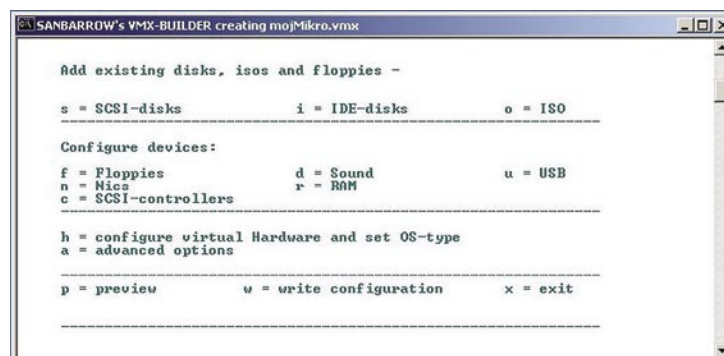 SANBARROW's VMX-BUILDER creating mojMikro.vmx
Add existing disks, isos and floppies -
s = SCSI-disks i = IDE-disks o = ISO
Configure devices:
f = Floppies d = Sound u = USB
n = Nics r = RAM
c = SCSI-controllers
h = configure virtual Hardware and set OS-type
a = advanced options
p = preview w = write configuration x = exit